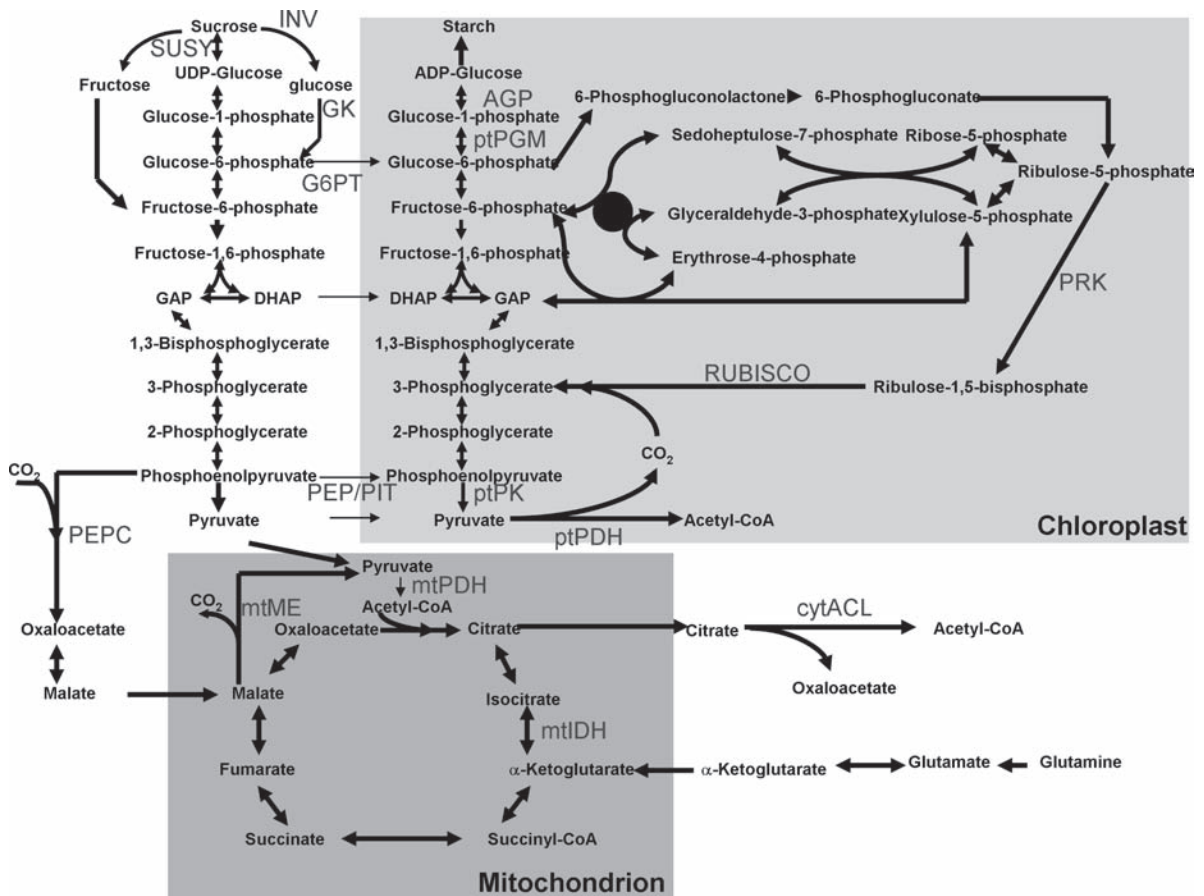 Sucrose INV Starch
SUSY
Fructose UDP-Glucose glucose ADP-Glucose
GK AGP 6-Phosphogluconolactone 6-Phosphogluconate
Glucose-1-phosphate Glucose-1-phosphate
ptPGM Sedoheptulose-7-phosphate Ribose-5-phosphate
Glucose-6-phosphate Glucose-6-phosphate Ribulose-5-phosphate
G6PT
Fructose-6-phosphate Fructose-6-phosphate Glyceraldehyde-3-phosphate Xylulose-5-phosphate
Fructose-1,6-phosphate Fructose-1,6-phosphate Erythrose-4-phosphate
PRK
GAP DHAP DHAP GAP
1,3-Bisphosphoglycerate 1,3-Bisphosphoglycerate
RUBISCO
3-Phosphoglycerate 3-Phosphoglycerate Ribulose-1,5-bisphosphate
2-Phosphoglycerate 2-Phosphoglycerate
CO2
CO2 Phosphoenolpyruvate Phosphoenolpyruvate
PEP/PIT ptPK
Pyruvate Pyruvate Acetyl-CoA
PEPC ptPDH Chloroplast
Pyruvate
mtPDH
CO2 mtME Acetyl-CoA cytACL
Oxaloacetate Oxaloacetate Citrate Citrate Acetyl-CoA
Malate Malate Isocitrate Oxaloacetate
mtIDH
Fumarate α-Ketoglutarate α-Ketoglutarate Glutamate Glutamine
Succinate Succinyl-CoA
Mitochondrion